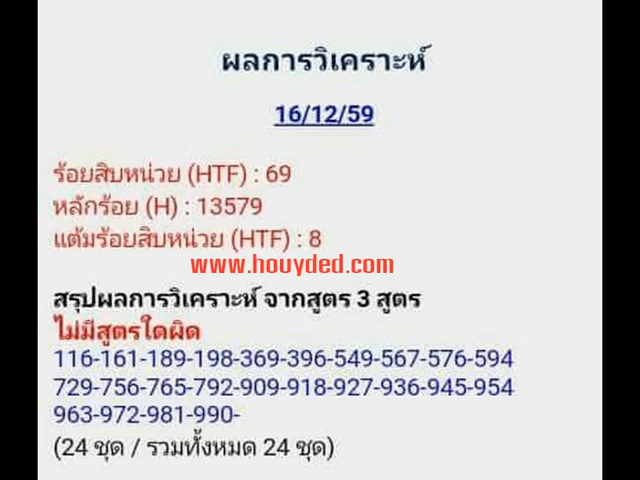 ผลการวิเคราะห์
16/12/59
ร้อยสิบหน่วย (HTF) : 69
หลักร้อย (H) : 13579
แต้มร้อยสิบหน่วย (HTF) : 8
www.houyded.com
สรุปผลการวิเคราะห์ จากสูตร 3 สูตร
ไม่มีสูตรใดผิด
116-161-189-198-369-396-549-567-576-594
729-756-765-792-909-918-927-936-945-954
963-972-981-990-
(24 ชุด / รวมทั้งหมด 24 ชุด)